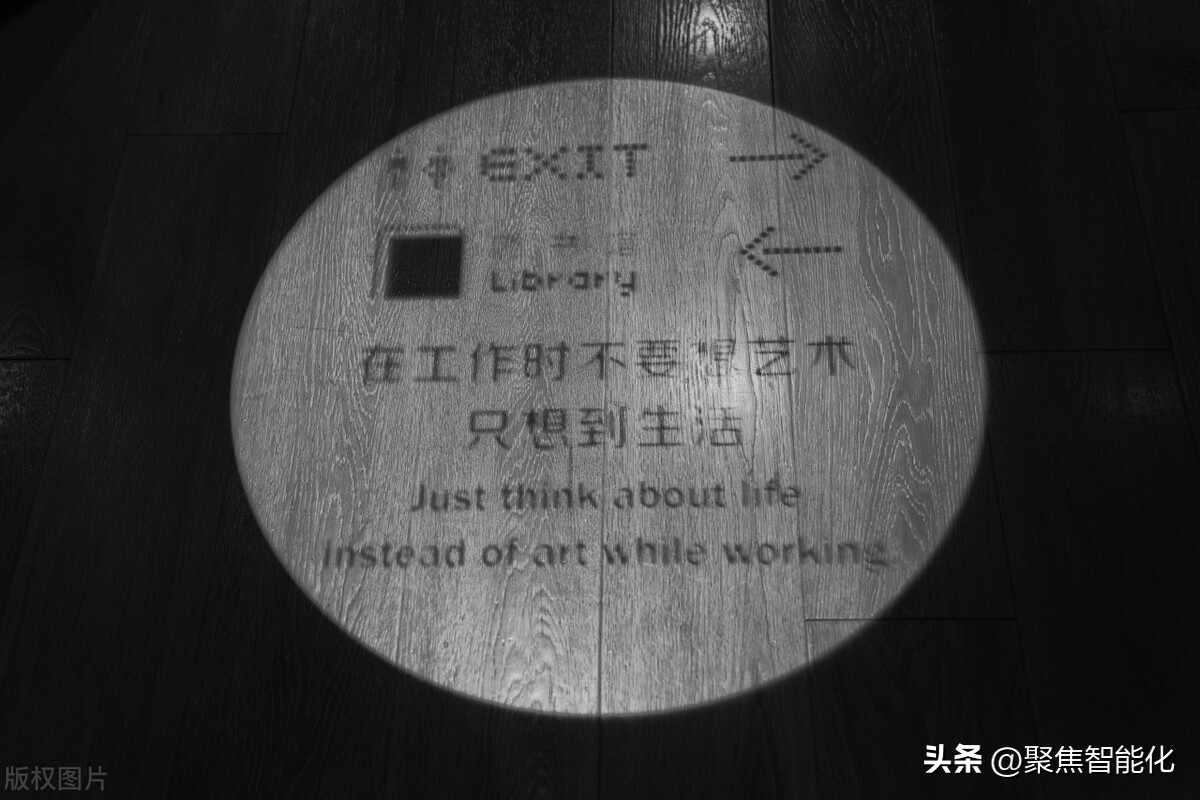 EXIT
Library
在工作时不要想艺术
只想到生活
Just think about life
instead of art while working.
头条 @聚焦智能化
版权图片